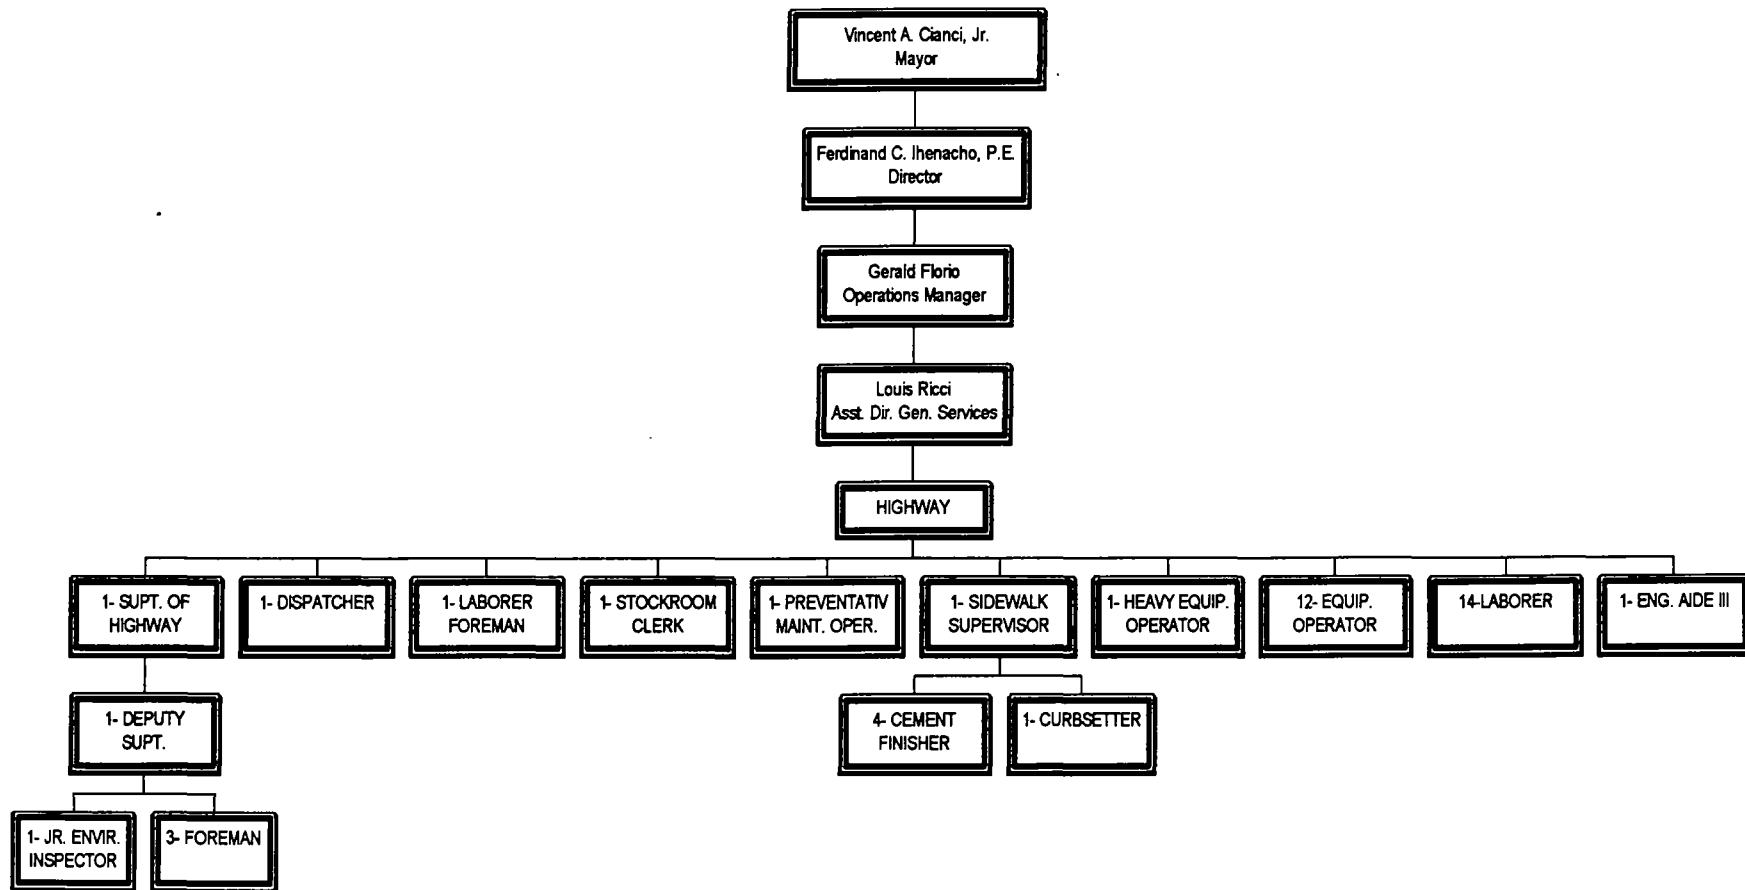 Vincent A. Cianci, Jr.
Mayor
Ferdinand C. Ihenacho, P.E.
Director
Gerald Florio
Operations Manager
Louis Ricci
Asst. Dir. Gen. Services
HIGHWAY
1- SUPT. OF
HIGHWAY
1- DISPATCHER
1- LABORER
FOREMAN
1- STOCKROOM
CLERK
1- PREVENTATIV
MAINT. OPER.
1- SIDEWALK
SUPERVISOR
1- HEAVY EQUIP.
OPERATOR
12- EQUIP.
OPERATOR
14-LABORER
1- ENG. AIDE III
1- DEPUTY
SUPT.
4- CEMENT
FINISHER
1- CURBSETTER
1- JR. ENVIR.
INSPECTOR
3- FOREMAN